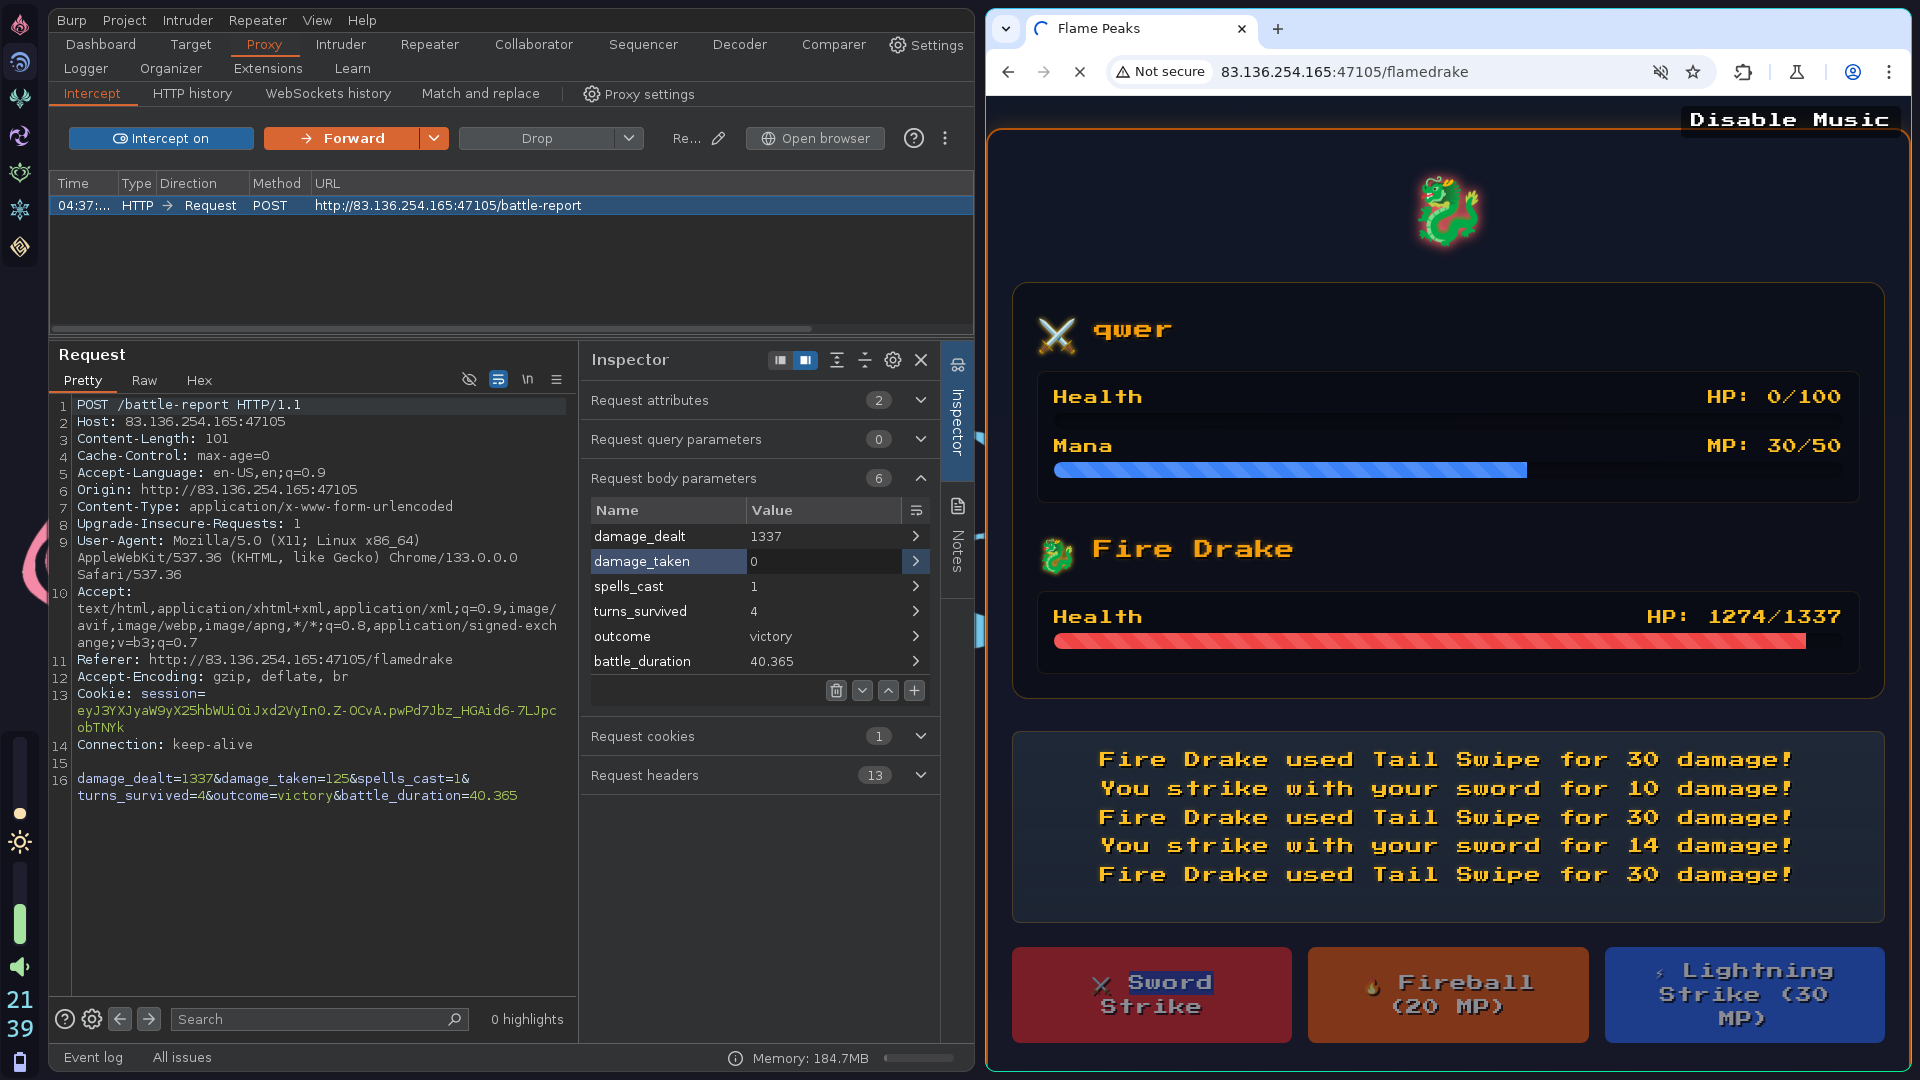 Burp Project Intruder Repeater View Help
Dashboard Target Proxy Intruder Repeater Collaborator Sequencer Decoder Comparer Settings
Logger Organizer Extensions Learn
Intercept HTTP history WebSockets history Match and replace Proxy settings
Intercept on Forward Drop Re... Open browser
Time Type Direction Method URL
04:37:... HTTP Request POST http://83.136.254.165:47105/battle-report
Request
Pretty Raw Hex \n
1 POST /battle-report HTTP/1.1
2 Host: 83.136.254.165:47105
3 Content-Length: 101
4 Cache-Control: max-age=0
5 Accept-Language: en-US,en;q=0.9
6 Origin: http://83.136.254.165:47105
7 Content-Type: application/x-www-form-urlencoded
8 Upgrade-Insecure-Requests: 1
9 User-Agent: Mozilla/5.0 (X11; Linux x86_64)
AppleWebKit/537.36 (KHTML, like Gecko) Chrome/133.0.0.0
Safari/537.36
10 Accept:
text/html,application/xhtml+xml,application/xml;q=0.9,image/
avif,image/webp,image/apng,*/*;q=0.8,application/signed-exch
ange;v=b3;q=0.7
11 Referer: http://83.136.254.165:47105/flamedrake
12 Accept-Encoding: gzip, deflate, br
13 Cookie: session=
eyJ3YXJyaW9yX25hbWUiOiJxd2VyIn0.Z-OCvA.pwPd7Jbz_HGAid6-7LJpc
obTNYk
14 Connection: keep-alive
15
16 damage_dealt=1337&damage_taken=125&spells_cast=1&
turns_survived=4&outcome=victory&battle_duration=40.365
Search 0 highlights
Inspector
Request attributes 2
Request query parameters 0
Request body parameters 6
Name Value
damage_dealt 1337
damage_taken 0
spells_cast 1
turns_survived 4
outcome victory
battle_duration 40.365
Request cookies 1
Request headers 13
Inspector
Notes
Event log All issues Memory: 184.7MB
21
39
Flame Peaks
Not secure 83.136.254.165:47105/flamedrake
Disable Music
qwer
Health HP: 0/100
Mana MP: 30/50
Fire Drake
Health HP: 1274/1337
Fire Drake used Tail Swipe for 30 damage!
You strike with your sword for 10 damage!
Fire Drake used Tail Swipe for 30 damage!
You strike with your sword for 14 damage!
Fire Drake used Tail Swipe for 30 damage!
Sword
Strike
Fireball
(20 MP)
Lightning
Strike (30
MP)